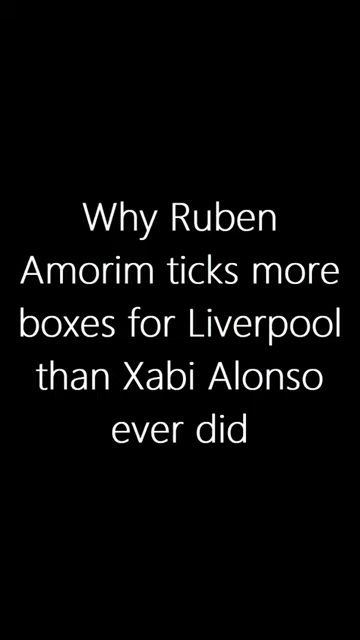 Why Ruben
Amorim ticks more
boxes for Liverpool
than Xabi Alonso
ever did